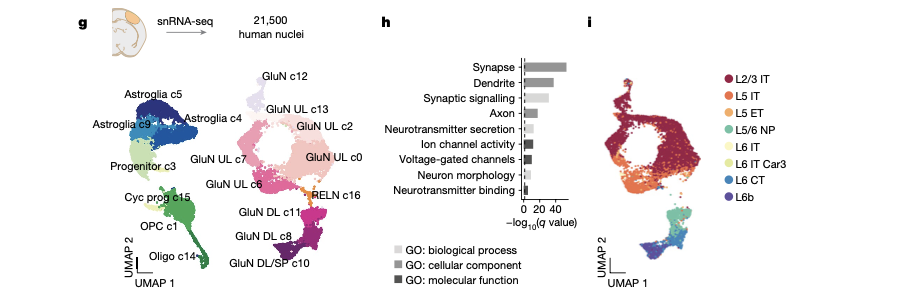 g
snRNA-seq
21,500
human nuclei
GluN c12
Astroglia c5
GluN UL c13
Astroglia c9
Astroglia c4
GluN UL c2
GluN UL c7
GluN UL c0
Progenitor c3
GluN UL c6
Cyc prog c15
RELN c16
GluN DL c11
OPC c1
GluN DL c8
Oligo c14
GluN DL/SP c10
UMAP 2
UMAP 1
h
Synapse
Dendrite
Synaptic signalling
Axon
Neurotransmitter secretion
Ion channel activity
Voltage-gated channels
Neuron morphology
Neurotransmitter binding
0 20 40
−log10(q value)
GO: biological process
GO: cellular component
GO: molecular function
i
L2/3 IT
L5 IT
L5 ET
L5/6 NP
L6 IT
L6 IT Car3
L6 CT
L6b
UMAP 2
UMAP 1